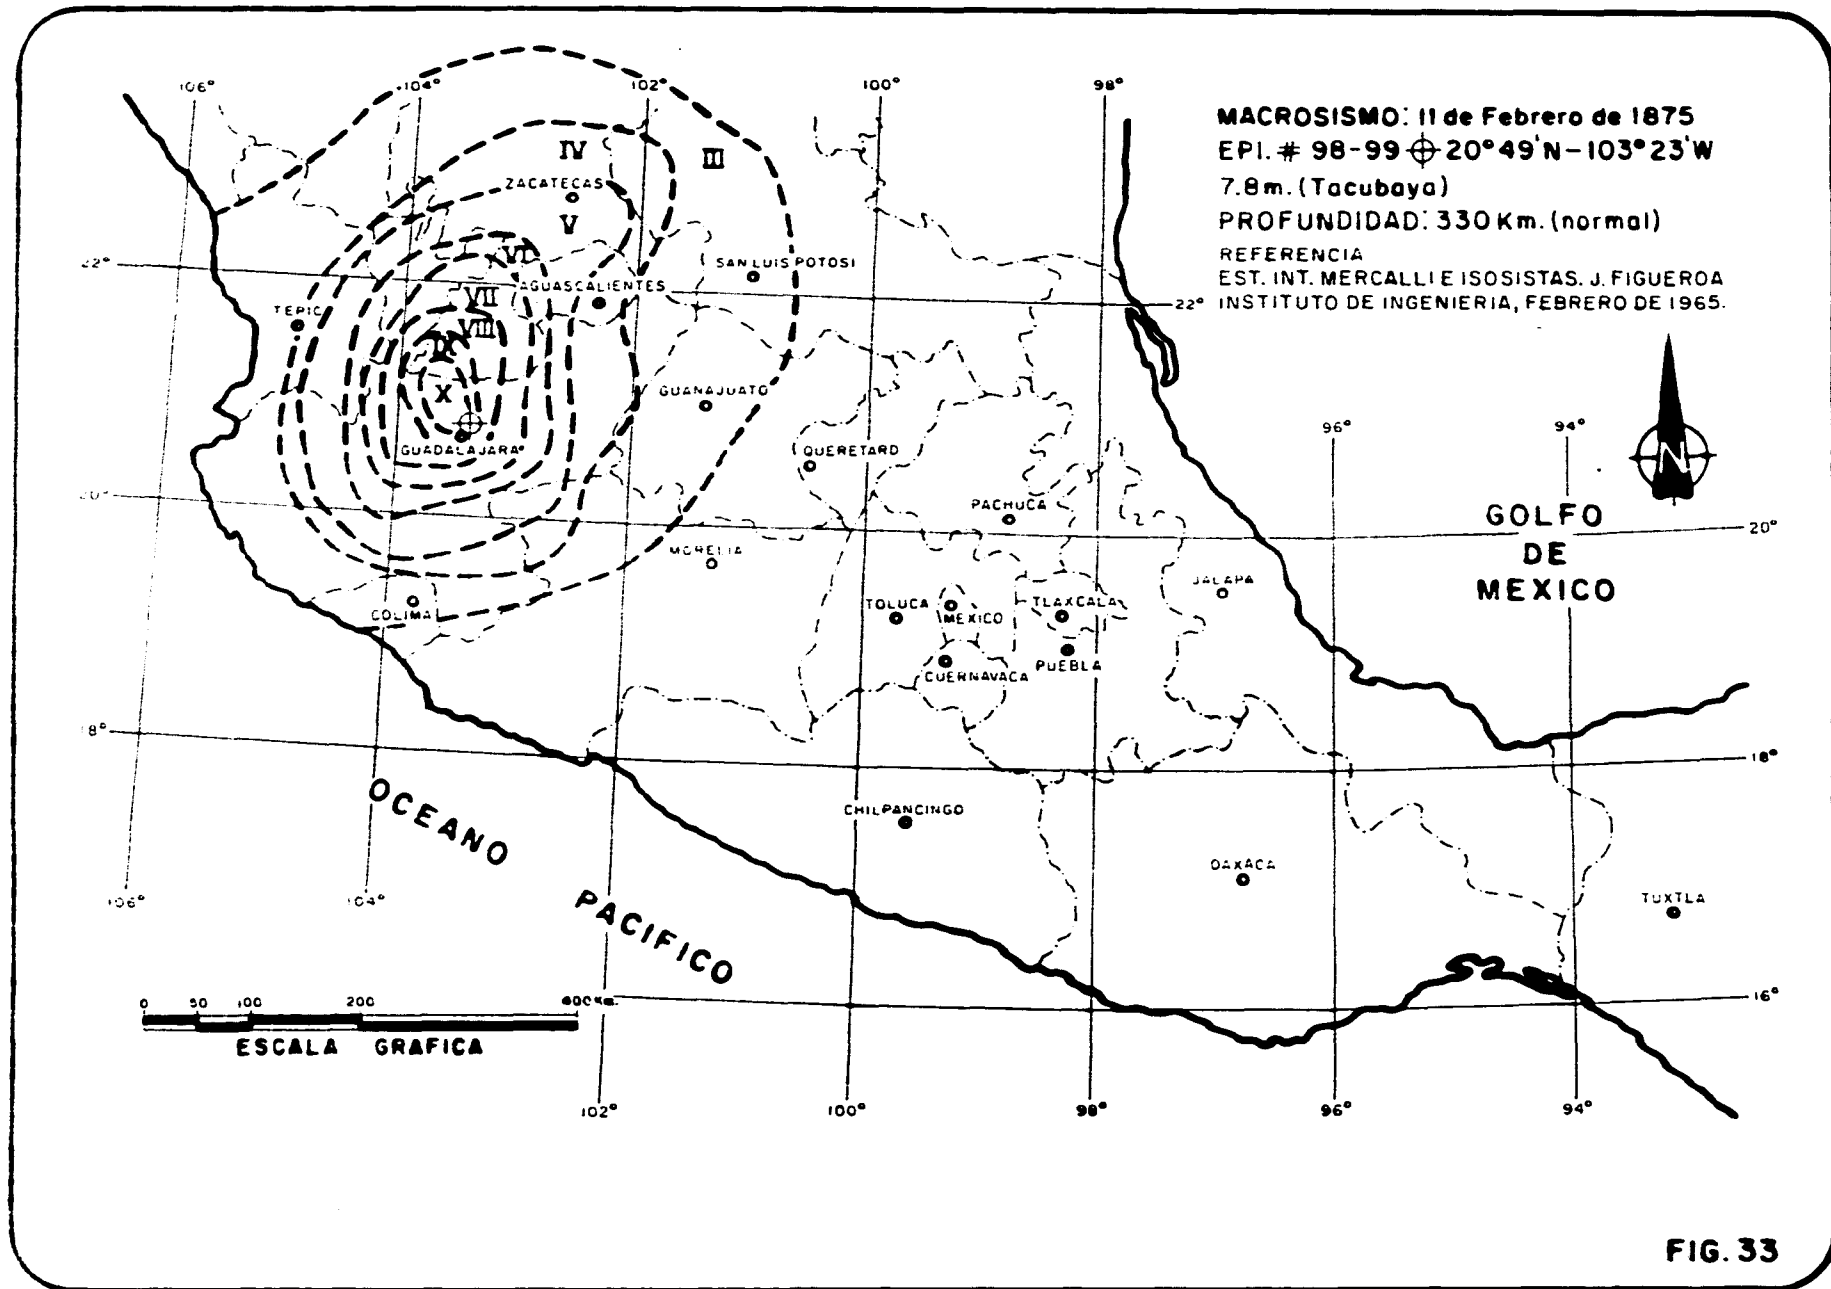 106°
104°
102°
100°
98°
MACROSISMO: 11 de Febrero de 1875
EPI. # 98-99 ⌖ 20°49'N-103°23'W
7.8m. (Tacubaya)
PROFUNDIDAD: 330 Km. (normal)
REFERENCIA
EST. INT. MERCALLI E ISOSISTAS. J. FIGUEROA
INSTITUTO DE INGENIERIA, FEBRERO DE 1965.
IV
III
ZACATECAS
V
VI
22°
SAN LUIS POTOSI
AGUASCALIENTES
VII
22°
TEPIC
VIII
IX
X
GUANAJUATO
GUADALAJARA
QUERETARO
96°
94°
N
20°
PACHUCA
GOLFO
DE
MEXICO
20°
MORELIA
JALAPA
COLIMA
TOLUCA
MEXICO
TLAXCALA
CUERNAVACA
PUEBLA
18°
18°
OCEANO
PACIFICO
CHILPANCINGO
OAXACA
TUXTLA
106°
104°
0 50 100 200 400 Km.
ESCALA GRAFICA
16°
102°
100°
98°
96°
94°
FIG. 33